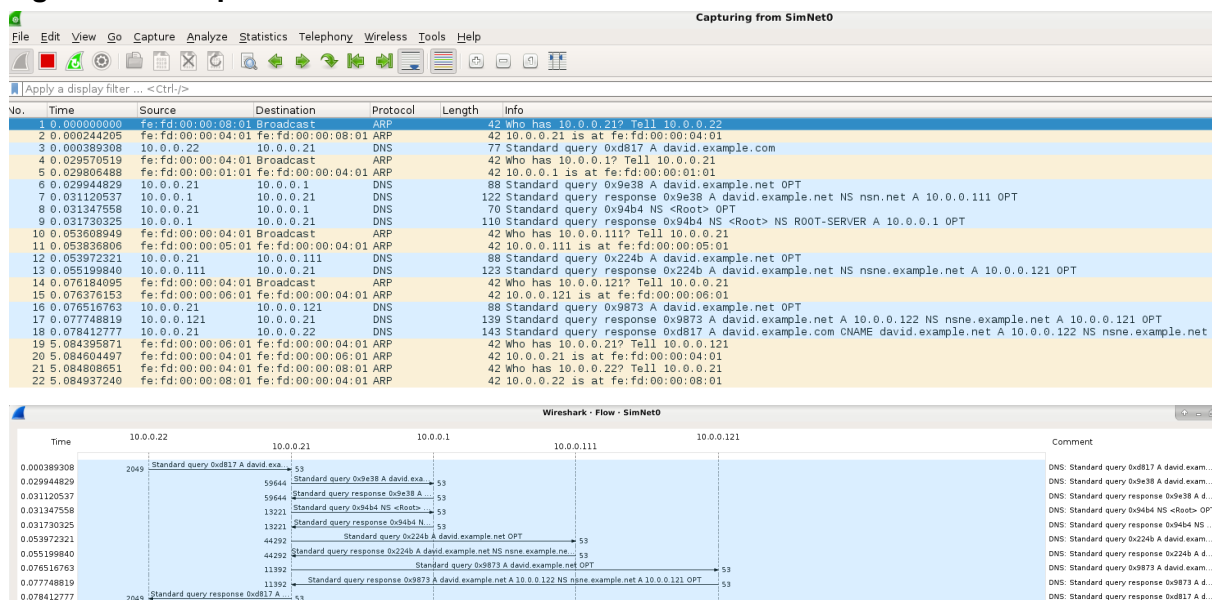 Capturing from SimNet0
File Edit View Go Capture Analyze Statistics Telephony Wireless Tools Help
Apply a display filter ... <Ctrl-/>
No. Time Source Destination Protocol Length Info
1 0.000000000 fe:fd:00:00:08:01 Broadcast ARP 42 Who has 10.0.0.21? Tell 10.0.0.22
2 0.000244205 fe:fd:00:00:04:01 fe:fd:00:00:08:01 ARP 42 10.0.0.21 is at fe:fd:00:00:04:01
3 0.000389308 10.0.0.22 10.0.0.21 DNS 77 Standard query 0xd817 A david.example.com
4 0.029570519 fe:fd:00:00:04:01 Broadcast ARP 42 Who has 10.0.0.1? Tell 10.0.0.21
5 0.029806488 fe:fd:00:00:01:01 fe:fd:00:00:04:01 ARP 42 10.0.0.1 is at fe:fd:00:00:01:01
6 0.029944829 10.0.0.21 10.0.0.1 DNS 88 Standard query 0x9e38 A david.example.net OPT
7 0.031120537 10.0.0.1 10.0.0.21 DNS 122 Standard query response 0x9e38 A david.example.net NS nsn.net A 10.0.0.111 OPT
8 0.031347558 10.0.0.21 10.0.0.1 DNS 70 Standard query 0x94b4 NS <Root> OPT
9 0.031730325 10.0.0.1 10.0.0.21 DNS 110 Standard query response 0x94b4 NS <Root> NS ROOT-SERVER A 10.0.0.1 OPT
10 0.053608949 fe:fd:00:00:04:01 Broadcast ARP 42 Who has 10.0.0.111? Tell 10.0.0.21
11 0.053836806 fe:fd:00:00:05:01 fe:fd:00:00:04:01 ARP 42 10.0.0.111 is at fe:fd:00:00:05:01
12 0.053972321 10.0.0.21 10.0.0.111 DNS 88 Standard query 0x224b A david.example.net OPT
13 0.055199840 10.0.0.111 10.0.0.21 DNS 123 Standard query response 0x224b A david.example.net NS nsne.example.net A 10.0.0.121 OPT
14 0.076184095 fe:fd:00:00:04:01 Broadcast ARP 42 Who has 10.0.0.121? Tell 10.0.0.21
15 0.076376153 fe:fd:00:00:06:01 fe:fd:00:00:04:01 ARP 42 10.0.0.121 is at fe:fd:00:00:06:01
16 0.076516763 10.0.0.21 10.0.0.121 DNS 88 Standard query 0x9873 A david.example.net OPT
17 0.077748819 10.0.0.121 10.0.0.21 DNS 139 Standard query response 0x9873 A david.example.net A 10.0.0.122 NS nsne.example.net A 10.0.0.121 OPT
18 0.078412777 10.0.0.21 10.0.0.22 DNS 143 Standard query response 0xd817 A david.example.com CNAME david.example.net A 10.0.0.122 NS nsne.example.net
19 5.084395871 fe:fd:00:00:06:01 fe:fd:00:00:04:01 ARP 42 Who has 10.0.0.21? Tell 10.0.0.121
20 5.084604497 fe:fd:00:00:04:01 fe:fd:00:00:06:01 ARP 42 10.0.0.21 is at fe:fd:00:00:04:01
21 5.084808651 fe:fd:00:00:04:01 fe:fd:00:00:08:01 ARP 42 Who has 10.0.0.22? Tell 10.0.0.21
22 5.084937240 fe:fd:00:00:08:01 fe:fd:00:00:04:01 ARP 42 10.0.0.22 is at fe:fd:00:00:08:01
Wireshark · Flow · SimNet0
Time 10.0.0.22 10.0.0.21 10.0.0.1 10.0.0.111 10.0.0.121 Comment
0.000389308 2049 Standard query 0xd817 A david.exa... 53 DNS: Standard query 0xd817 A david.exam...
0.029944829 59644 Standard query 0x9e38 A david.exa... 53 DNS: Standard query 0x9e38 A david.exam...
0.031120537 59644 Standard query response 0x9e38 A ... 53 DNS: Standard query response 0x9e38 A d...
0.031347558 13221 Standard query 0x94b4 NS <Root> ... 53 DNS: Standard query 0x94b4 NS <Root> OPT
0.031730325 13221 Standard query response 0x94b4 N... 53 DNS: Standard query response 0x94b4 NS ...
0.053972321 44292 Standard query 0x224b A david.example.net OPT 53 DNS: Standard query 0x224b A david.exam...
0.055199840 44292 Standard query response 0x224b A david.example.net NS nsne.example.ne... 53 DNS: Standard query response 0x224b A d...
0.076516763 11392 Standard query 0x9873 A david.example.net OPT 53 DNS: Standard query 0x9873 A david.exam...
0.077748819 11392 Standard query response 0x9873 A david.example.net A 10.0.0.122 NS nsne.example.net A 10.0.0.121 OPT 53 DNS: Standard query response 0x9873 A d...
0.078412777 2049 Standard query response 0xd817 A ... 53 DNS: Standard query response 0xd817 A d...